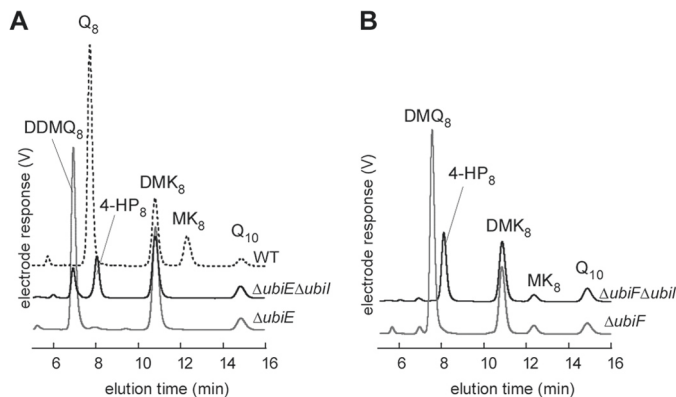 A
Q8
DDMQ8
4-HP8
DMK8
MK8
Q10
WT
ΔubiEΔubiI
ΔubiE
electrode response (V)
6 8 10 12 14 16
elution time (min)
B
DMQ8
4-HP8
DMK8
MK8
Q10
ΔubiFΔubiI
ΔubiF
electrode response (V)
6 8 10 12 14 16
elution time (min)